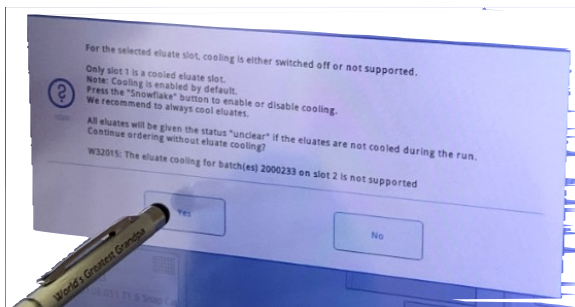 For the selected eluate slot, cooling is either switched off or not supported.
Only slot 1 is a cooled eluate slot.
Note: Cooling is enabled by default.
Press the "Snowflake" button to enable or disable cooling.
We recommend to always cool eluates.
All eluates will be given the status "unclear" if the eluates are not cooled during the run.
Continue ordering without eluate cooling?
W32015: The eluate cooling for batch(es) 2000233 on slot 2 is not supported
Yes
No
World's Greatest Grandpa